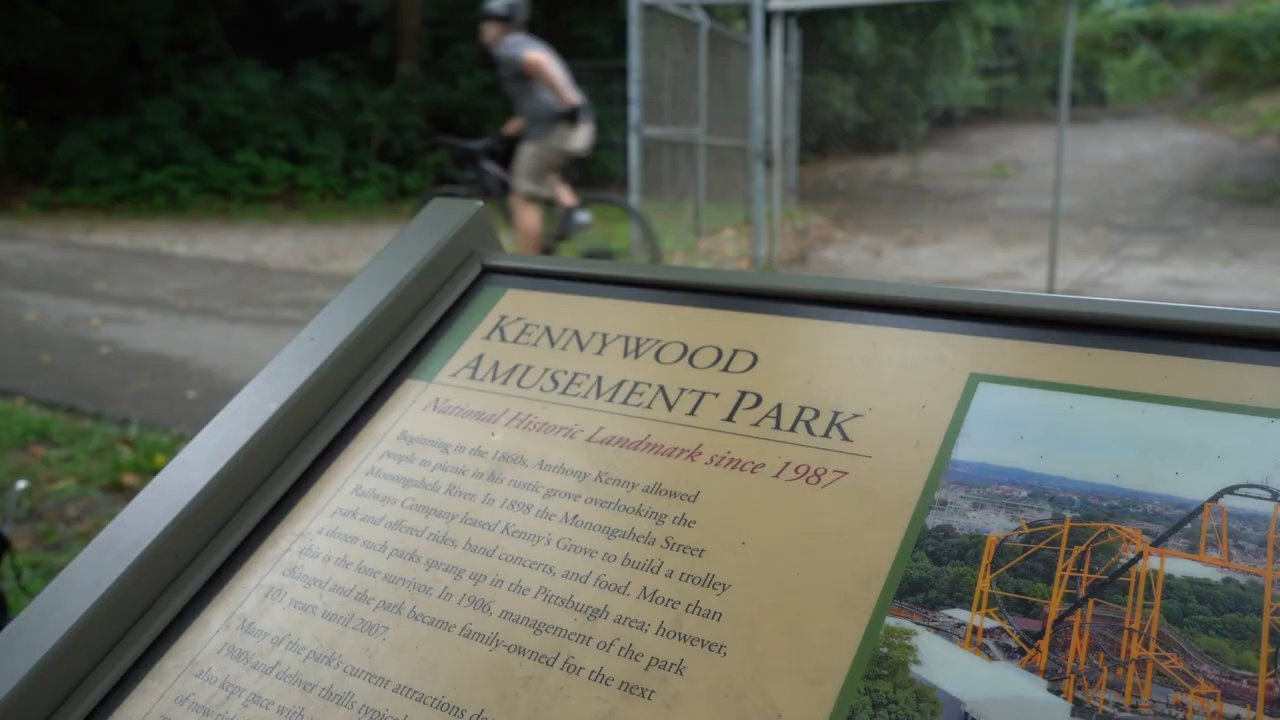 KENNYWOOD
AMUSEMENT PARK
National Historic Landmark since 1987
Beginning in the 1860s, Anthony Kenny allowed
people to picnic in his rustic grove overlooking the
Monongahela River. In 1898 the Monongahela Street
Railways Company leased Kenny's Grove to build a trolley
park and offered rides, band concerts, and food. More than
a dozen such parks sprang up in the Pittsburgh area; however,
this is the lone survivor. In 1906, management of the park
changed and the park became family-owned for the next
101 years, until 2007.
Many of the park's current attractions
1900s and deliver thrills
also kept pace with
of new